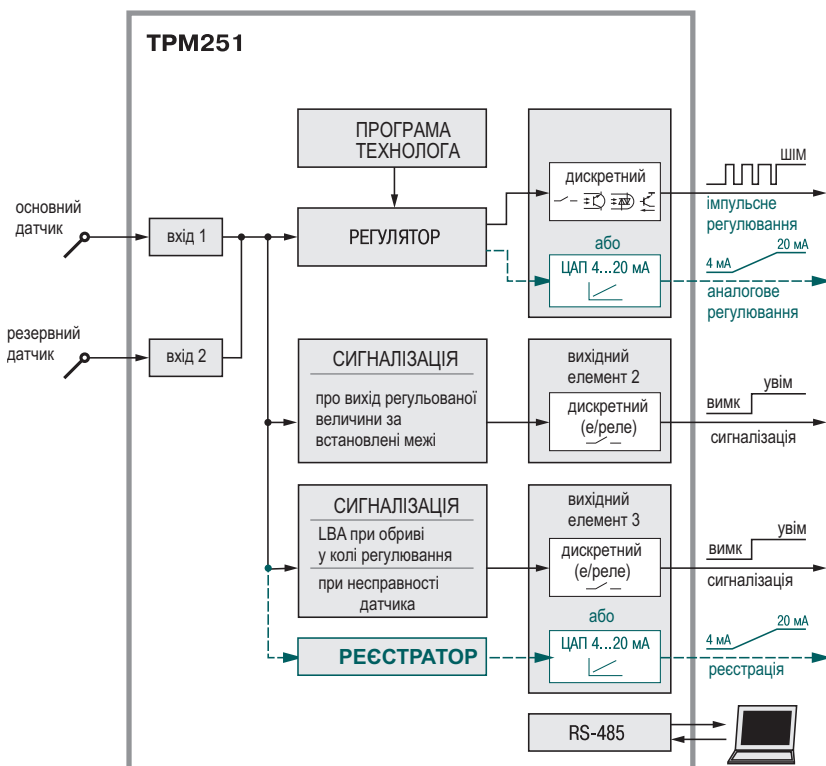 ТРМ251
ПРОГРАМА
ТЕХНОЛОГА
ШІМ
дискретний
основний
датчик
вхід 1
РЕГУЛЯТОР
імпульсне
регулювання
або
20 мА
4 мА
ЦАП 4...20 мА
аналогове
регулювання
резервний
датчик
вхід 2
СИГНАЛІЗАЦІЯ
про вихід регульованої
величини за
встановлені межі
вихідний
елемент 2
дискретний
(е/реле)
увім
вимк
сигналізація
СИГНАЛІЗАЦІЯ
LBA при обриві
у колі регулювання
при несправності
датчика
вихідний
елемент 3
дискретний
(е/реле)
увім
вимк
сигналізація
або
РЕЄСТРАТОР
ЦАП 4...20 мА
20 мА
4 мА
реєстрація
RS-485